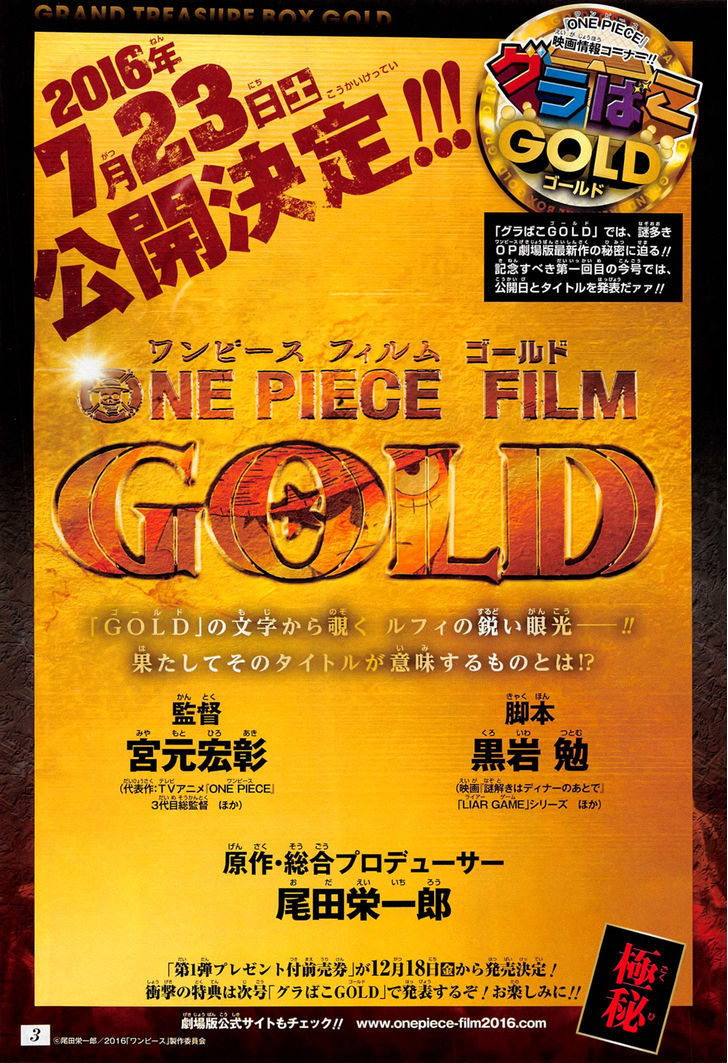 GRAND TREASURE BOX GOLD
『ONE PIECE』
映画情報コーナー!!
グラばこ
GOLD
ゴールド
2016年
7月23日土
公開決定!!!
「グラばこGOLD」では、謎多き
OP劇場版最新作の秘密に迫る!!
記念すべき第一回目の今号では、
公開日とタイトルを発表だァァ!!
ワンピース フィルム ゴールド
ONE PIECE FILM
GOLD
「GOLD」の文字から覗く ルフィの鋭い眼光――!!
果たしてそのタイトルが意味するものとは!?
監督
宮元宏彰
(代表作:TVアニメ『ONE PIECE』
3代目総監督 ほか)
脚本
黒岩 勉
(映画『謎解きはディナーのあとで』
「LIAR GAME」シリーズ ほか)
原作・総合プロデューサー
尾田栄一郎
「第1弾プレゼント付前売券」が12月18日金から発売決定!
衝撃の特典は次号「グラばこGOLD」で発表するぞ!お楽しみに!!
劇場版公式サイトもチェック!! www.onepiece-film2016.com
極秘
3
©尾田栄一郎/2016「ワンピース」製作委員会